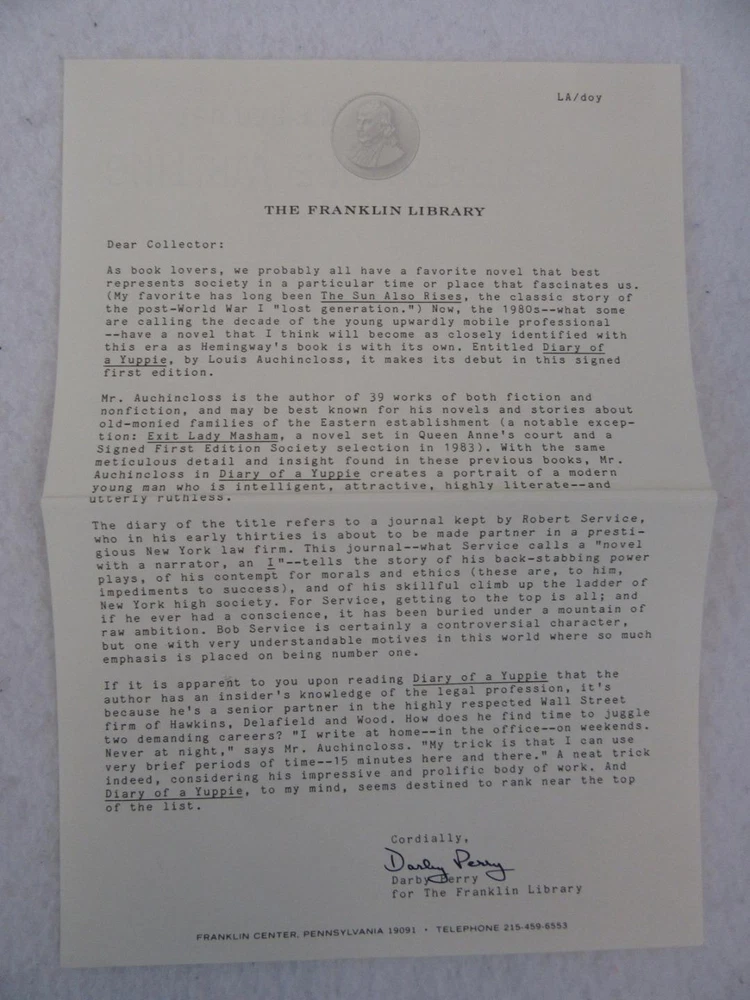 LA/doy
THE FRANKLIN LIBRARY
Dear Collector:
As book lovers, we probably all have a favorite novel that best
represents society in a particular time or place that fascinates us.
(My favorite has long been The Sun Also Rises, the classic story of
the post-World War I "lost generation.") Now, the 1980s--what some
are calling the decade of the young upwardly mobile professional
--have a novel that I think will become as closely identified with
this era as Hemingway's book is with its own. Entitled Diary of
a Yuppie, by Louis Auchincloss, it makes its debut in this signed
first edition.
Mr. Auchincloss is the author of 39 works of both fiction and
nonfiction, and may be best known for his novels and stories about
old-monied families of the Eastern establishment (a notable excep-
tion: Exit Lady Masham, a novel set in Queen Anne's court and a
Signed First Edition Society selection in 1983). With the same
meticulous detail and insight found in these previous books, Mr.
Auchincloss in Diary of a Yuppie creates a portrait of a modern
young man who is intelligent, attractive, highly literate--and
utterly ruthless.
The diary of the title refers to a journal kept by Robert Service,
who in his early thirties is about to be made partner in a presti-
gious New York law firm. This journal--what Service calls a "novel
with a narrator, an I"--tells the story of his back-stabbing power
plays, of his contempt for morals and ethics (these are, to him,
impediments to success), and of his skillful climb up the ladder of
New York high society. For Service, getting to the top is all; and
if he ever had a conscience, it has been buried under a mountain of
raw ambition. Bob Service is certainly a controversial character,
but one with very understandable motives in this world where so much
emphasis is placed on being number one.
If it is apparent to you upon reading Diary of a Yuppie that the
author has an insider's knowledge of the legal profession, it's
because he's a senior partner in the highly respected Wall Street
firm of Hawkins, Delafield and Wood. How does he find time to juggle
two demanding careers? "I write at home--in the office--on weekends.
Never at night," says Mr. Auchincloss. "My trick is that I can use
very brief periods of time--15 minutes here and there." A neat trick
indeed, considering his impressive and prolific body of work. And
Diary of a Yuppie, to my mind, seems destined to rank near the top
of the list.
Cordially,
Darby Perry
Darby Perry
for The Franklin Library
FRANKLIN CENTER, PENNSYLVANIA 19091 • TELEPHONE 215-459-6553